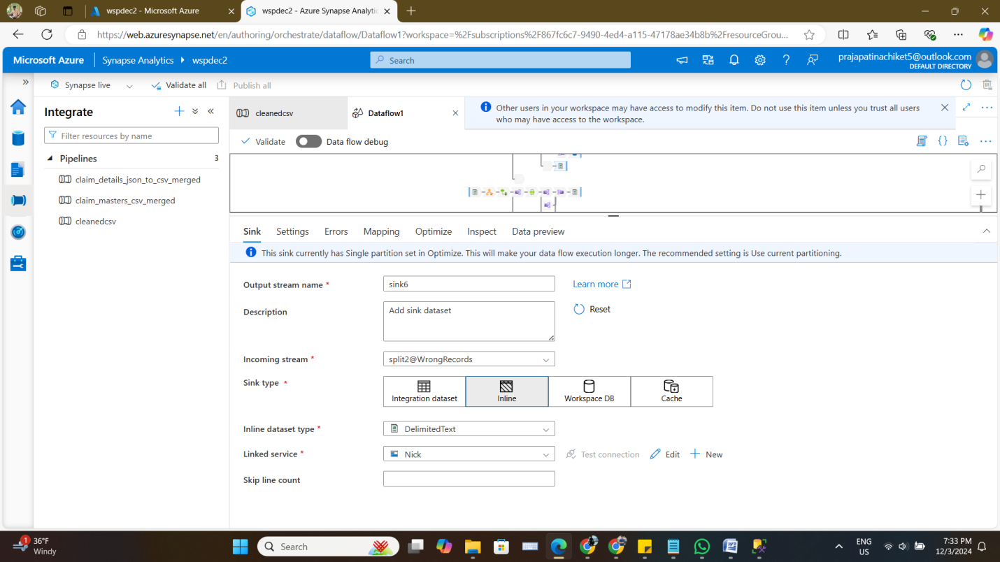 wspdec2 - Microsoft Azure
wspdec2 - Azure Synapse Analytic
https://web.azuresynapse.net/en/authoring/orchestrate/dataflow/Dataflow1?workspace=%2Fsubscriptions%2F867fc6c7-9490-4ed4-a115-47178ae34b8b%2FresourceGrou...
Microsoft Azure
Synapse Analytics
wspdec2
Search
prajapatinachiket5@outlook.com
DEFAULT DIRECTORY
Synapse live
Validate all
Publish all
Integrate
Filter resources by name
Pipelines
3
claim_details_json_to_csv_merged
claim_masters_csv_merged
cleanedcsv
cleanedcsv
Dataflow1
Other users in your workspace may have access to modify this item. Do not use this item unless you trust all users
who may have access to the workspace.
Validate
Data flow debug
Sink
Settings
Errors
Mapping
Optimize
Inspect
Data preview
This sink currently has Single partition set in Optimize. This will make your data flow execution longer. The recommended setting is Use current partitioning.
Output stream name *
sink6
Learn more
Description
Add sink dataset
Reset
Incoming stream *
split2@WrongRecords
Sink type *
Integration dataset
Inline
Workspace DB
Cache
Inline dataset type *
DelimitedText
Linked service *
Nick
Test connection
Edit
New
Skip line count
1
36°F
Windy
Search
ENG
US
7:33 PM
12/3/2024